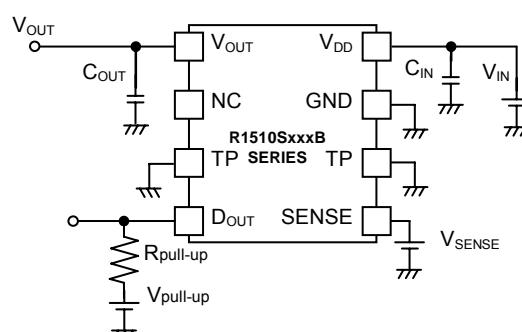 VOUT
VOUT
VDD
COUT
CIN
VIN
NC
GND
R1510SxxxB
SERIES
TP
TP
DOUT
SENSE
Rpull-up
VSENSE
Vpull-up